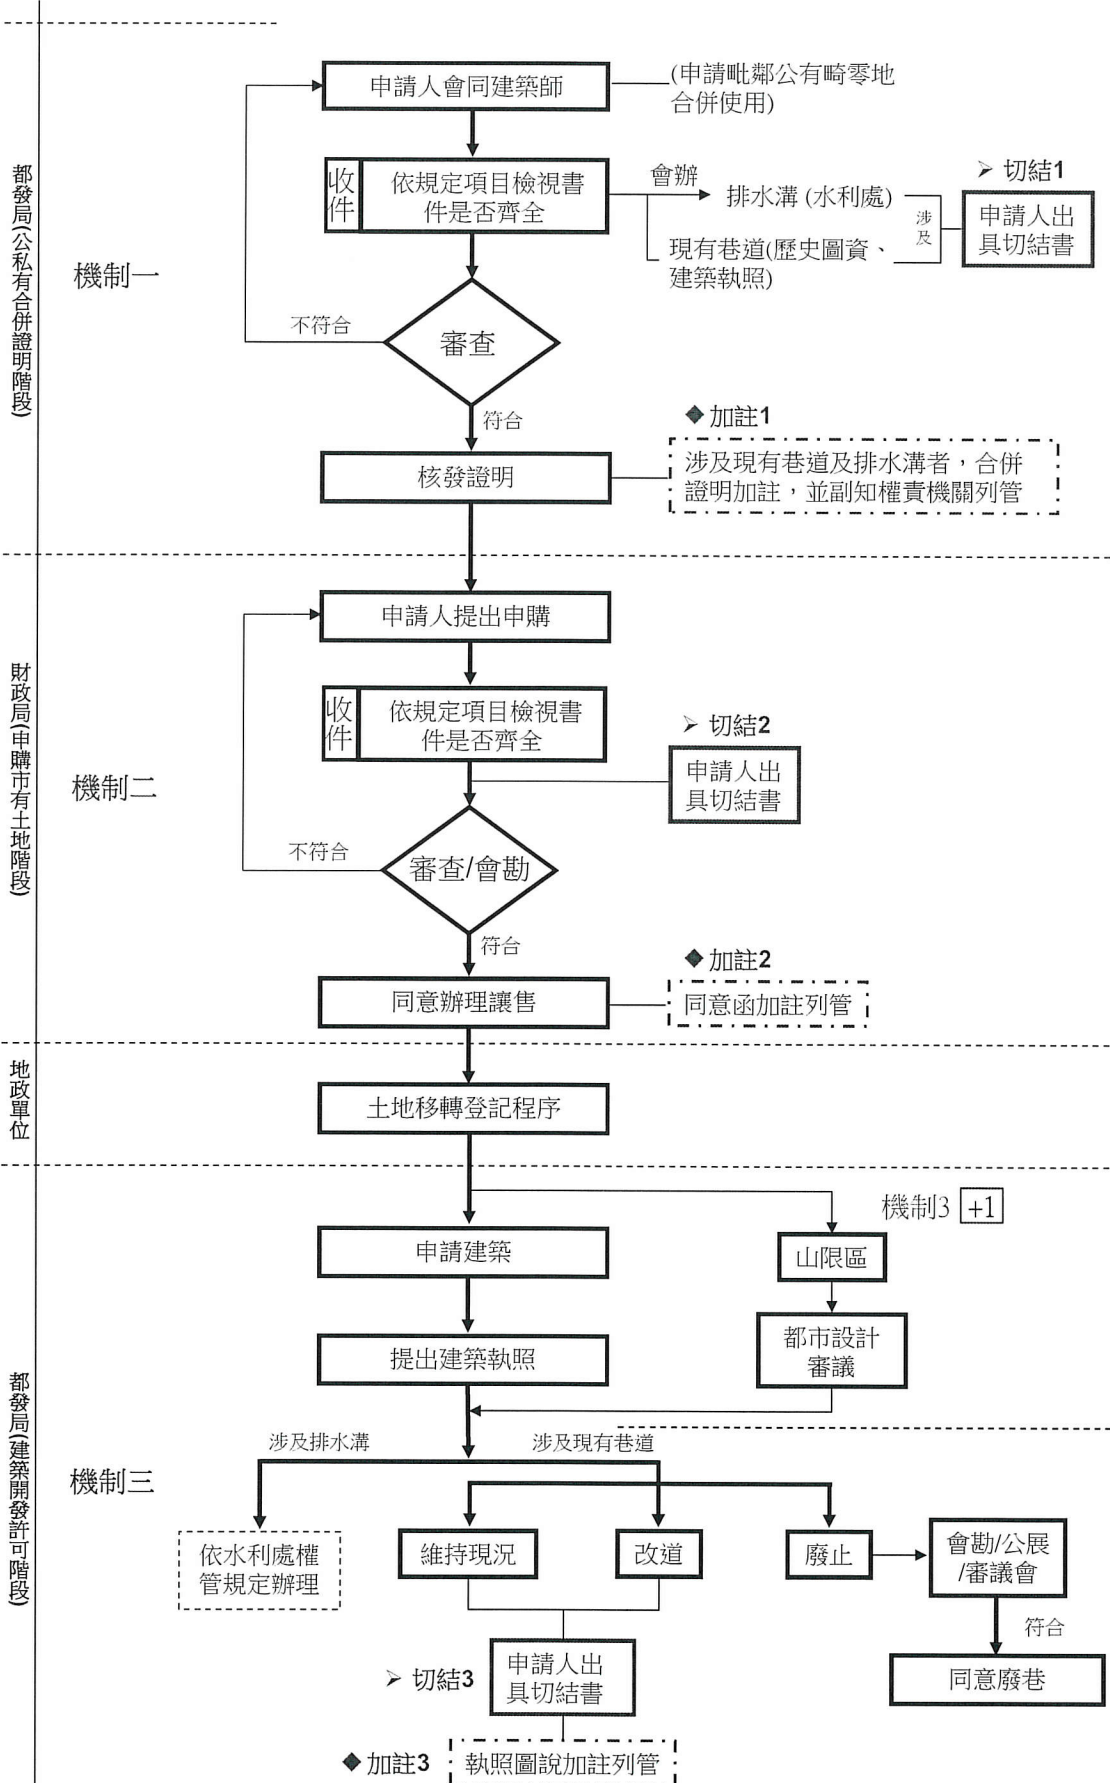 都發局(公私有合併證明階段)
機制一
申請人會同建築師
(申請毗鄰公有畸零地
合併使用)
收件
依規定項目檢視書
件是否齊全
會辦
排水溝 (水利處)
現有巷道(歷史圖資、
建築執照)
涉及
➢ 切結1
申請人出
具切結書
不符合
審查
符合
核發證明
◆ 加註1
涉及現有巷道及排水溝者，合併
證明加註，並副知權責機關列管
財政局(申購市有土地階段)
機制二
申請人提出申購
收件
依規定項目檢視書
件是否齊全
➢ 切結2
申請人出
具切結書
不符合
審查/會勘
符合
同意辦理讓售
◆ 加註2
同意函加註列管
地政單位
土地移轉登記程序
都發局(建築開發許可階段)
機制3 +1
申請建築
山限區
提出建築執照
都市設計
審議
機制三
涉及排水溝
涉及現有巷道
依水利處權
管規定辦理
維持現況
改道
廢止
會勘/公展
/審議會
符合
同意廢巷
➢ 切結3
申請人出
具切結書
◆ 加註3
執照圖說加註列管